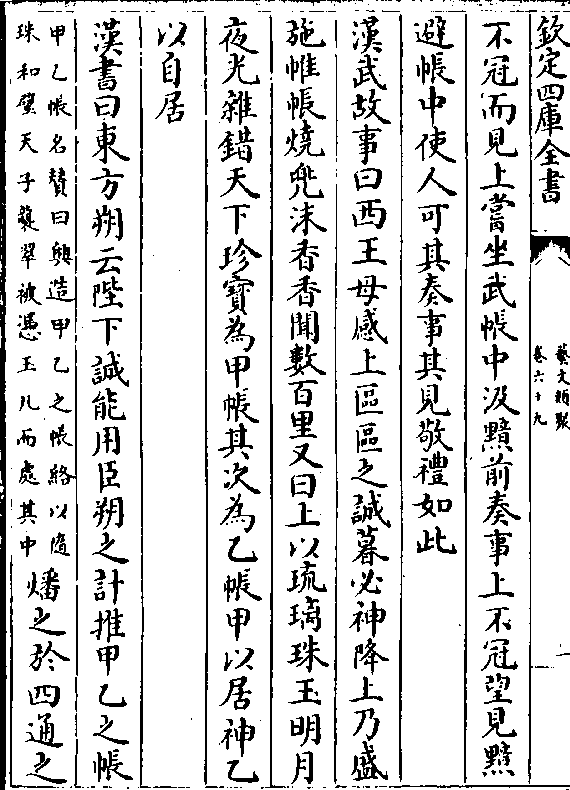 欽定四庫全書
藝文類聚
卷六十九
不冠而見上嘗坐武帳中汲黯前奏事上不冠望見黯
避帳中使人可其奏事其見敬禮如此
漢武故事曰西王母感上區區之誠暮必神降上乃盛
施帷帳燒兜沬香香聞數百里又曰上以琉璃珠玉明月
夜光雜錯天下珍寶為甲帳其次為乙帳甲以居神乙
以自居
漢書曰東方朔云陛下誠能用臣朔之計推甲乙之帳
甲乙帳名賛曰興造甲乙之帳絡以隨
珠和璧天子襲翠被憑玉几而處其中
燔之於四通之